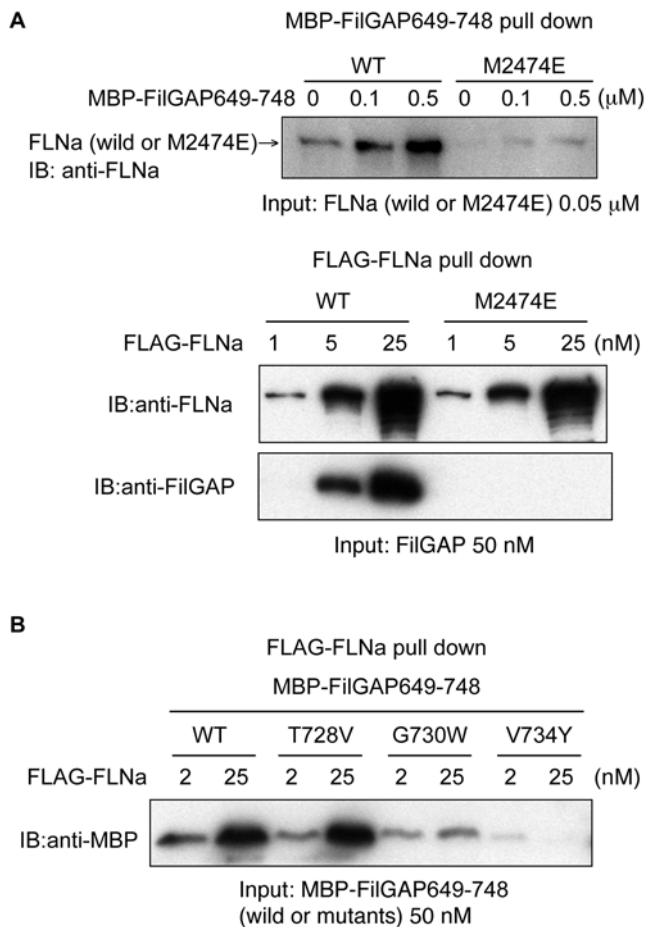 A
MBP-FilGAP649-748 pull down
WT M2474E
MBP-FilGAP649-748 0 0.1 0.5 0 0.1 0.5 (μM)
FLNa (wild or M2474E)→
IB: anti-FLNa
Input: FLNa (wild or M2474E) 0.05 μM
FLAG-FLNa pull down
WT M2474E
FLAG-FLNa 1 5 25 1 5 25 (nM)
IB:anti-FLNa
IB:anti-FilGAP
Input: FilGAP 50 nM
B
FLAG-FLNa pull down
MBP-FilGAP649-748
WT T728V G730W V734Y
FLAG-FLNa 2 25 2 25 2 25 2 25 (nM)
IB:anti-MBP
Input: MBP-FilGAP649-748
(wild or mutants) 50 nM